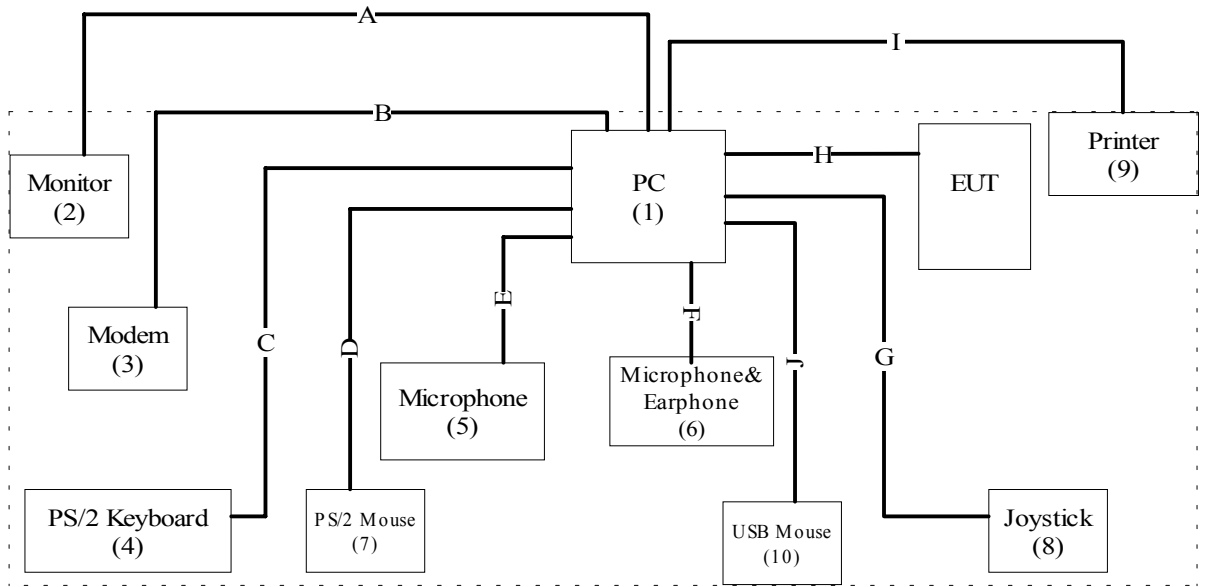 A
I
B
Monitor
(2)
PC
(1)
H
EUT
Printer
(9)
Modem
(3)
C
D
E
F
J
G
Microphone
(5)
Microphone&
Earphone
(6)
PS/2 Keyboard
(4)
PS/2 Mouse
(7)
USB Mouse
(10)
Joystick
(8)